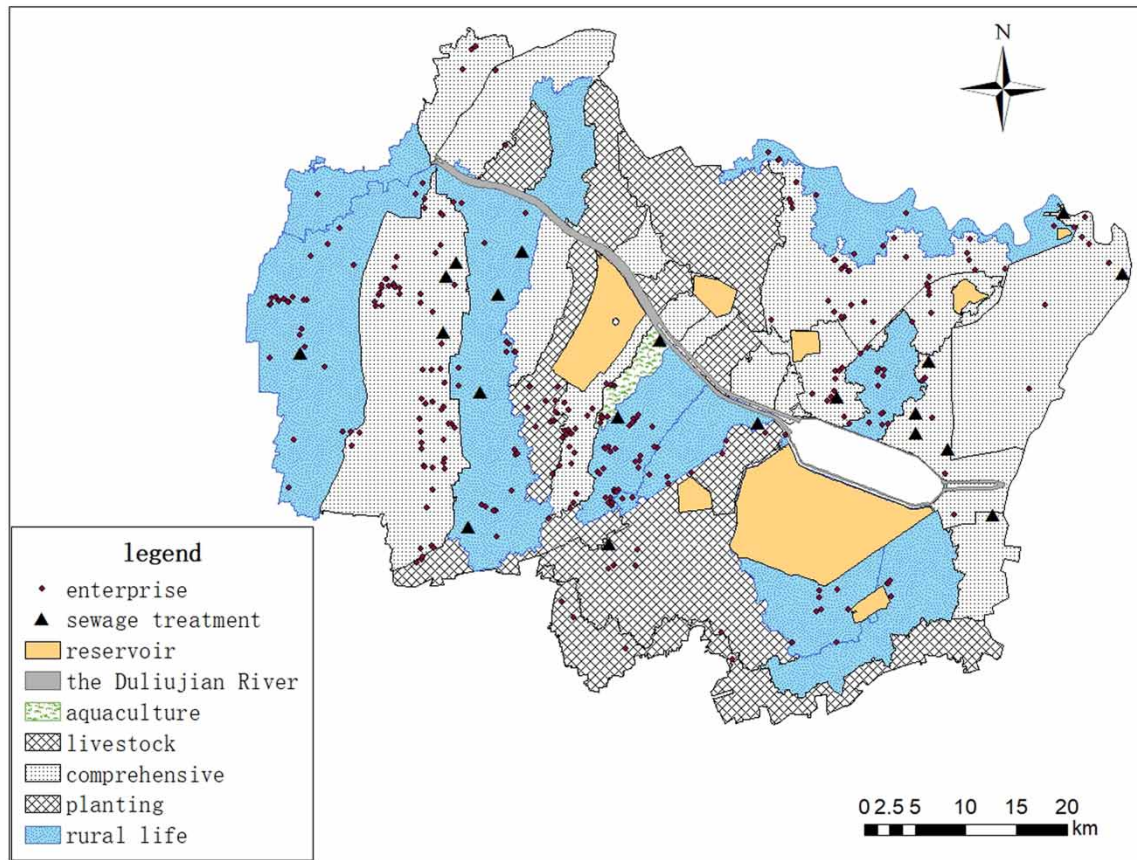 N
legend
enterprise
sewage treatment
reservoir
the Duliujian River
aquaculture
livestock
comprehensive
planting
rural life
0 2.5 5 10 15 20
km